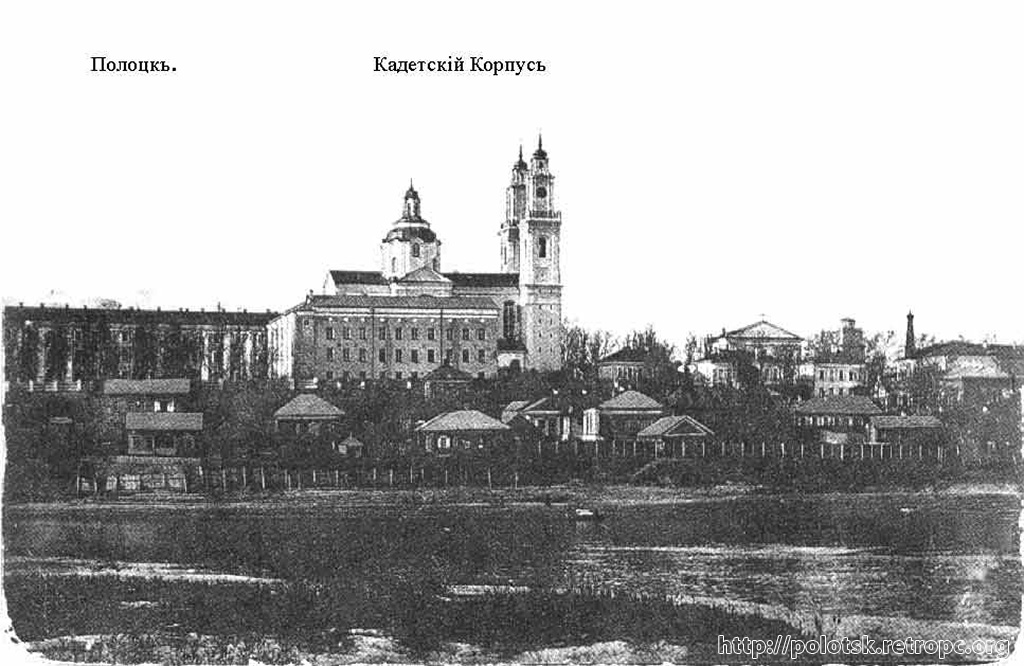 Полоцкъ. Кадетскій Корпусъ
http://polotsk.retropc.org